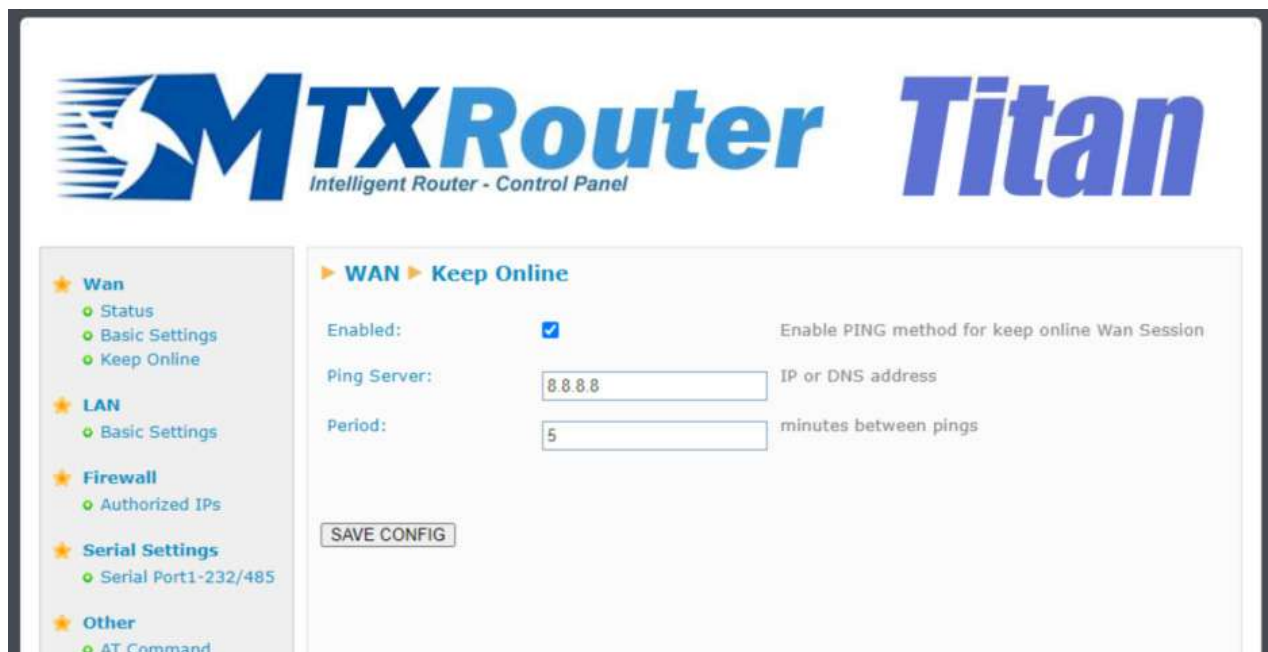 MTXRouter Titan
Intelligent Router - Control Panel
Wan
Status
Basic Settings
Keep Online
LAN
Basic Settings
Firewall
Authorized IPs
Serial Settings
Serial Port1-232/485
Other
AT Command
WAN Keep Online
Enabled: Enable PING method for keep online Wan Session
Ping Server: 8.8.8.8 IP or DNS address
Period: 5 minutes between pings
SAVE CONFIG